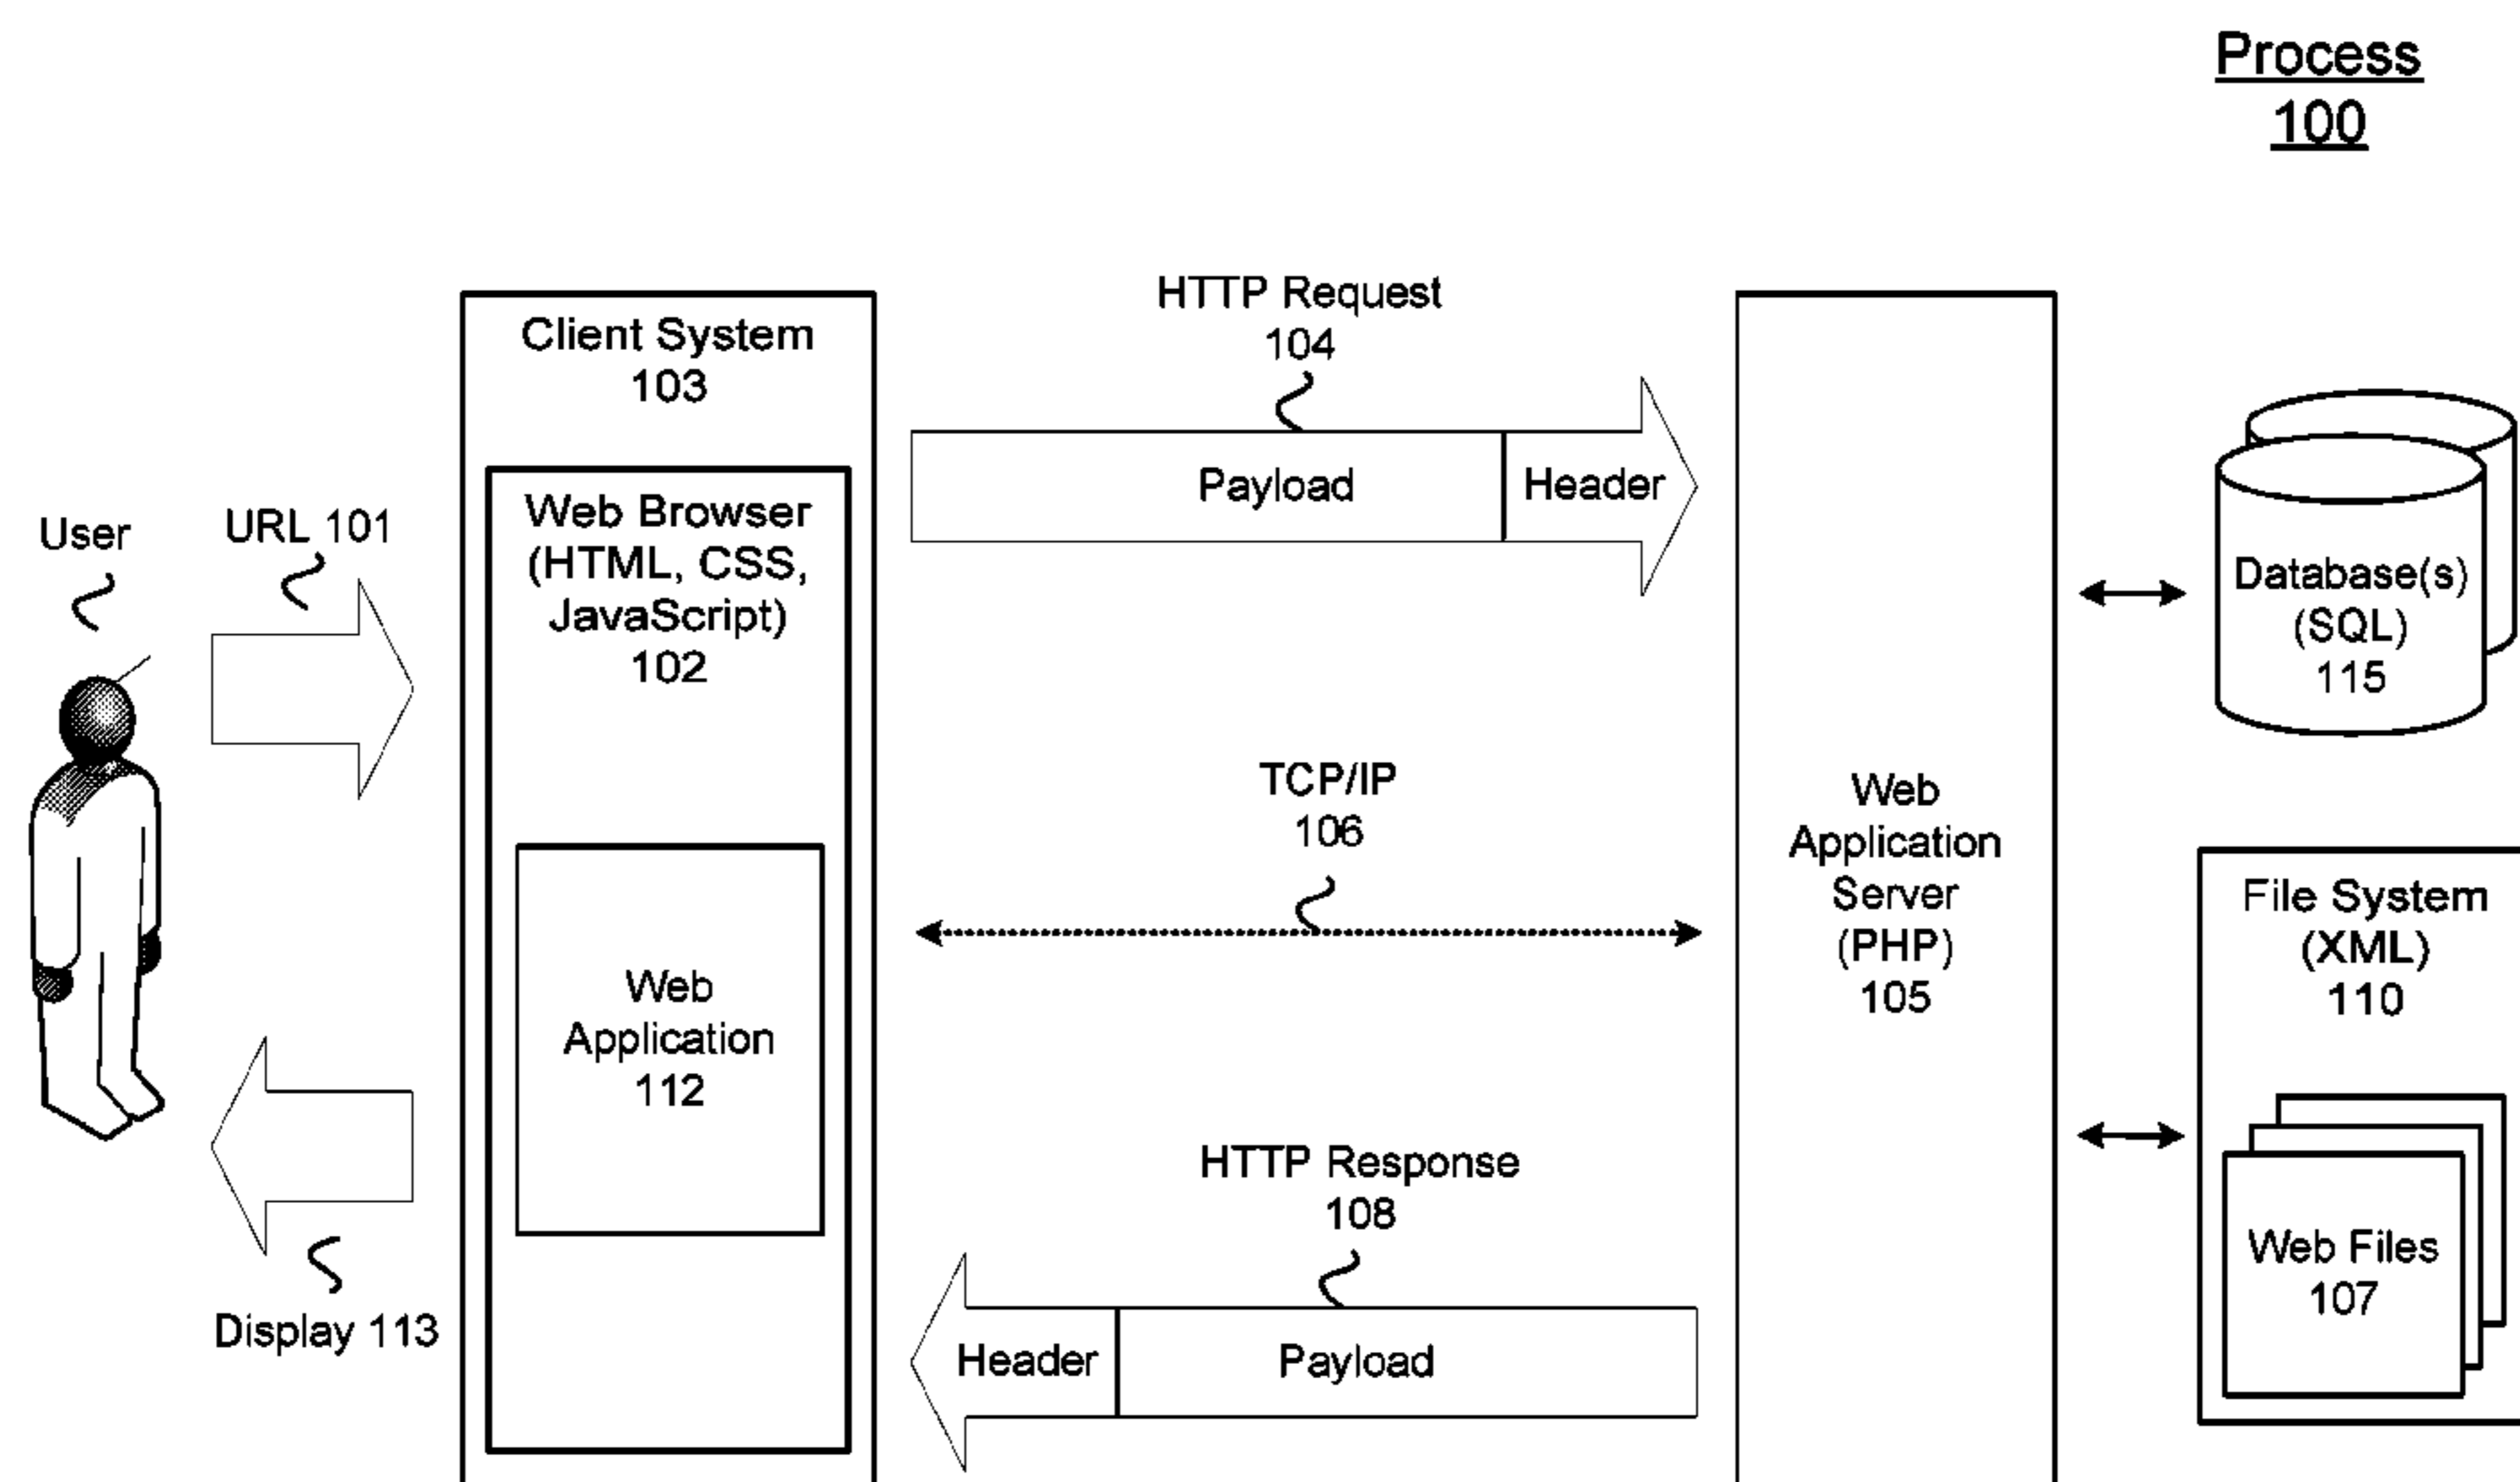 Process
100
HTTP Request
104
Client System
103
Payload
Header
User
URL 101
Web Browser
(HTML, CSS,
JavaScript)
102
Database(s)
(SQL)
115
TCP/IP
106
Web
Application
Server
(PHP)
105
File System
(XML)
110
Web
Application
112
HTTP Response
108
Web Files
107
Display 113
Header
Payload